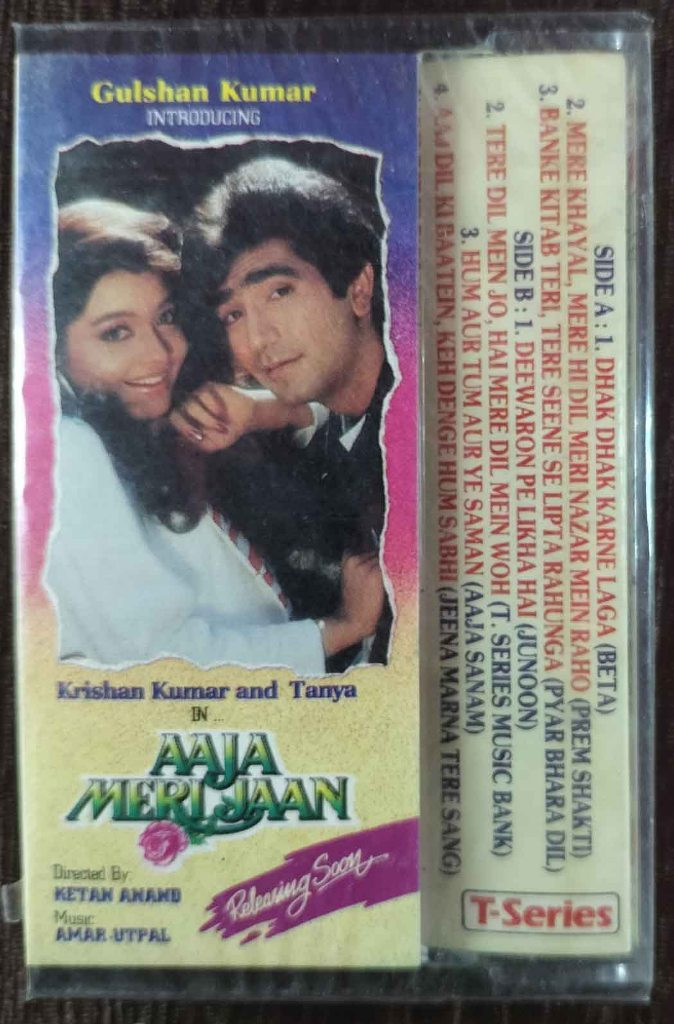 Gulshan Kumar
INTRODUCING
Krishan Kumar and Tanya
IN ...
AAJA
MERI JAAN
Directed By:
KETAN ANAND
Music:
AMAR-UTPAL
Releasing Soon
SIDE A : 1. DHAK DHAK KARNE LAGA (BETA)
2. MERE KHAYAL, MERE HI DIL MERI NAZAR MEIN RAHO (PREM SHAKTI)
3. BANKE KITAB TERI, TERE SEENE SE LIPTA RAHUNGA (PYAR BHARA DIL)
SIDE B : 1. DEEWARON PE LIKHA HAI (JUNOON)
2. TERE DIL MEIN JO, HAI MERE DIL MEIN WOH (T. SERIES MUSIC BANK)
3. HUM AUR TUM AUR YE SAMAN (AAJA SANAM)
4. AAJ DIL KI BAATEIN, KEH DENGE HUM SABHI (JEENA MARNA TERE SANG)
T-Series